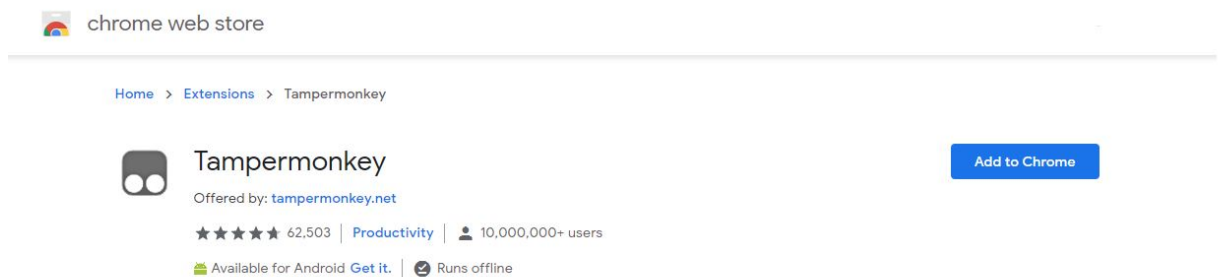 chrome web store
Home > Extensions > Tampermonkey
Tampermonkey
Add to Chrome
Offered by: tampermonkey.net
62,503 | Productivity | 10,000,000+ users
Available for Android Get it. | Runs offline